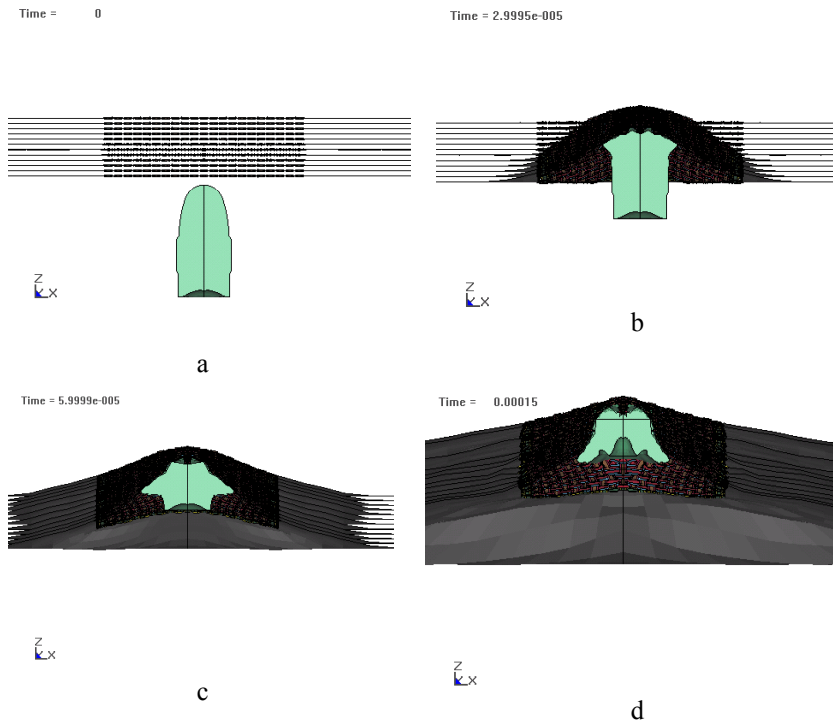 Time = 0
Z
X
a
Time = 2.9995e-005
Z
X
b
Time = 5.9999e-005
Z
X
c
Time = 0.00015
Z
X
d